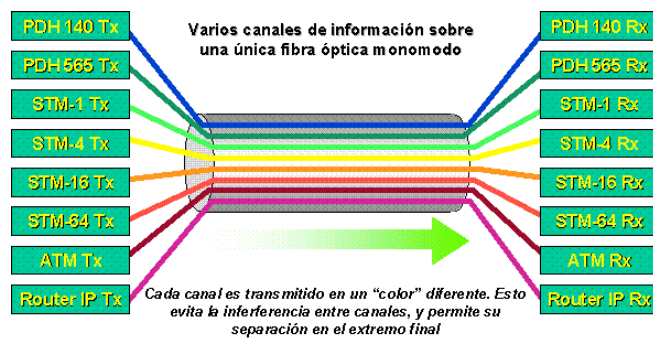 Varios canales de información sobre
una única fibra óptica monomodo
PDH 140 Tx
PDH 565 Tx
STM-1 Tx
STM-4 Tx
STM-16 Tx
STM-64 Tx
ATM Tx
Router IP Tx
PDH 140 Rx
PDH 565 Rx
STM-1 Rx
STM-4 Rx
STM-16 Rx
STM-64 Rx
ATM Rx
Router IP Rx
Cada canal es transmitido en un “color” diferente. Esto
evita la inferferencia entre canales, y permite su
separación en el extremo final